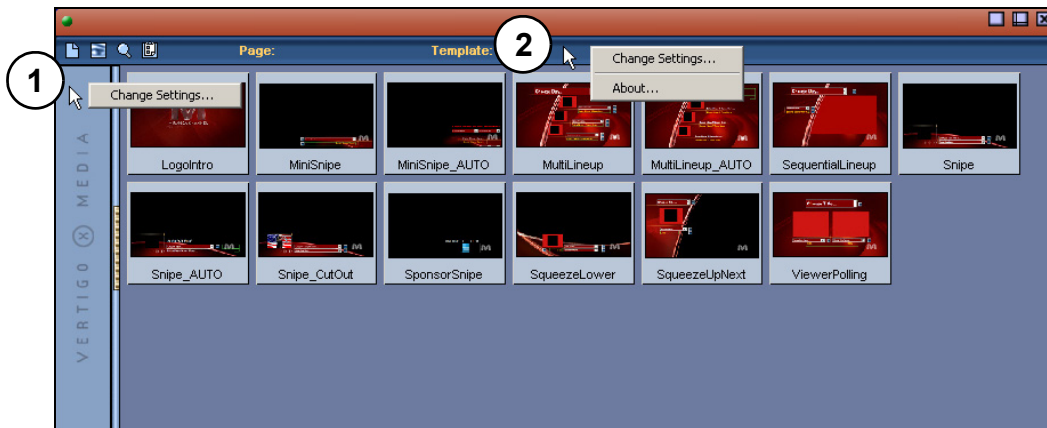 Page:
Template:
2
Change Settings...
About...
1
Change Settings...
LogoIntro
MiniSnipe
MiniSnipe_AUTO
MultiLineup
MultiLineup_AUTO
SequentialLineup
Snipe
Snipe_AUTO
Snipe_CutOut
SponsorSnipe
SqueezeLower
SqueezeUpNext
ViewerPolling
VERTIGO X MEDIA